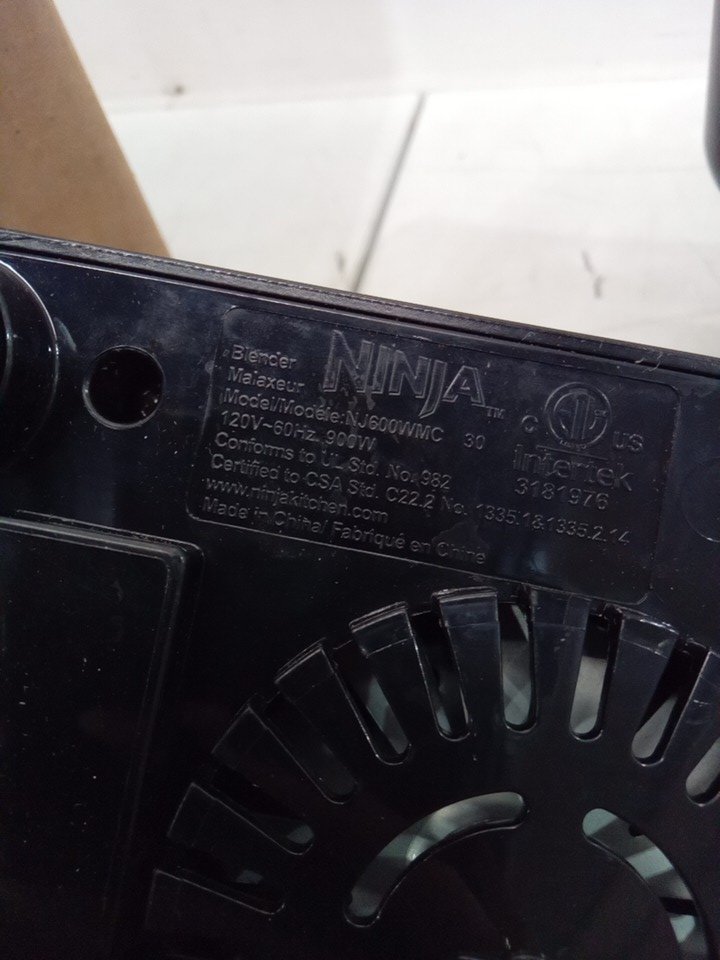 NINJA™
Blender
Malaxeur
Model/Modèle:NJ600WMC 30
120V~60Hz 900W
Conforms to UL Std. No. 982
Certified to CSA Std. C22.2 No. 1335.1&1335.2.14
www.ninjakitchen.com
Made in China/ Fabriqué en Chine
C US
Intertek
3181976